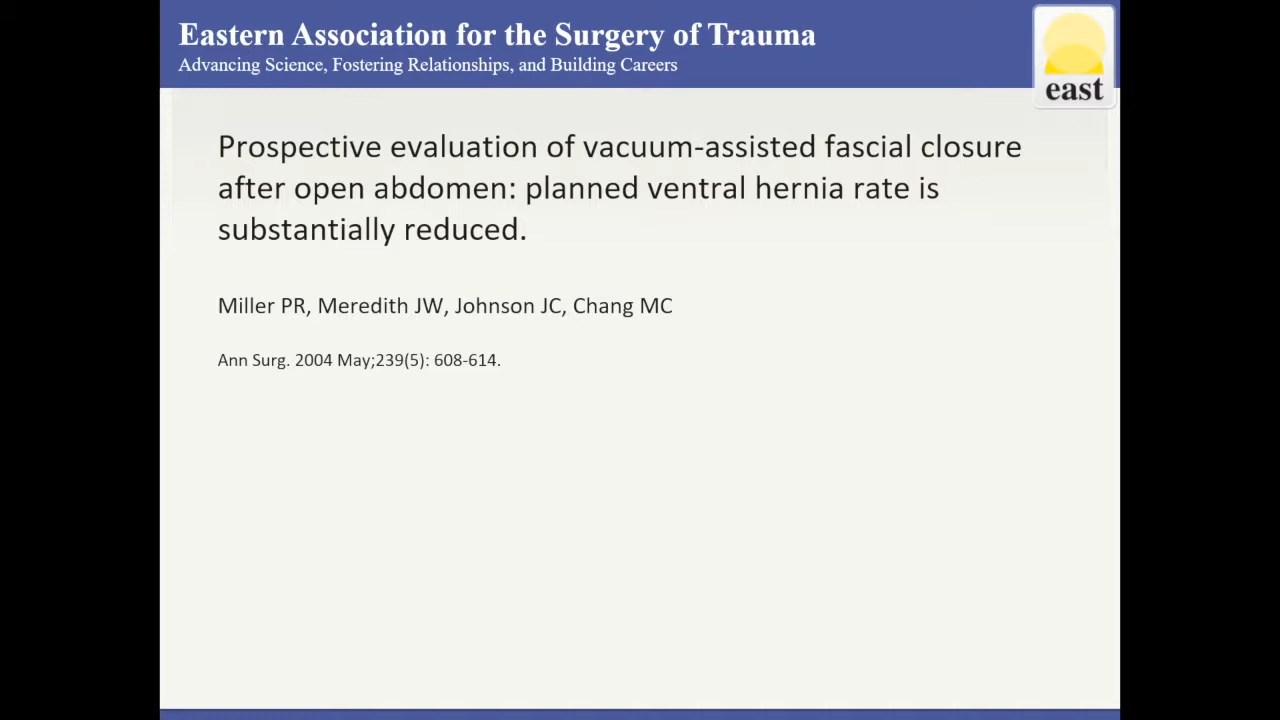 Eastern Association for the Surgery of Trauma
Advancing Science, Fostering Relationships, and Building Careers
east
Prospective evaluation of vacuum-assisted fascial closure
after open abdomen: planned ventral hernia rate is
substantially reduced.
Miller PR, Meredith JW, Johnson JC, Chang MC
Ann Surg. 2004 May;239(5): 608-614.